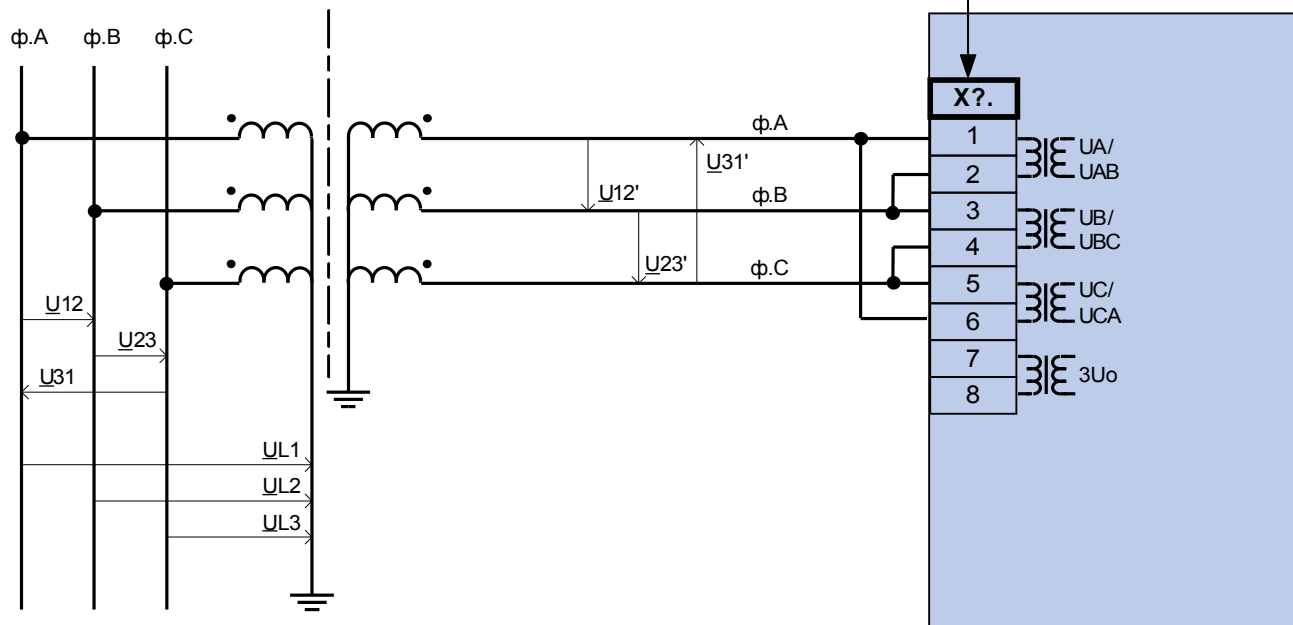 ф.A ф.B ф.C
X?.
ф.A
1
UA/
UAB
2
U31'
U12'
ф.B
3
UB/
UBC
4
U23'
ф.C
5
UC/
UCA
6
U12
U23
U31
7
3Uo
8
UL1
UL2
UL3